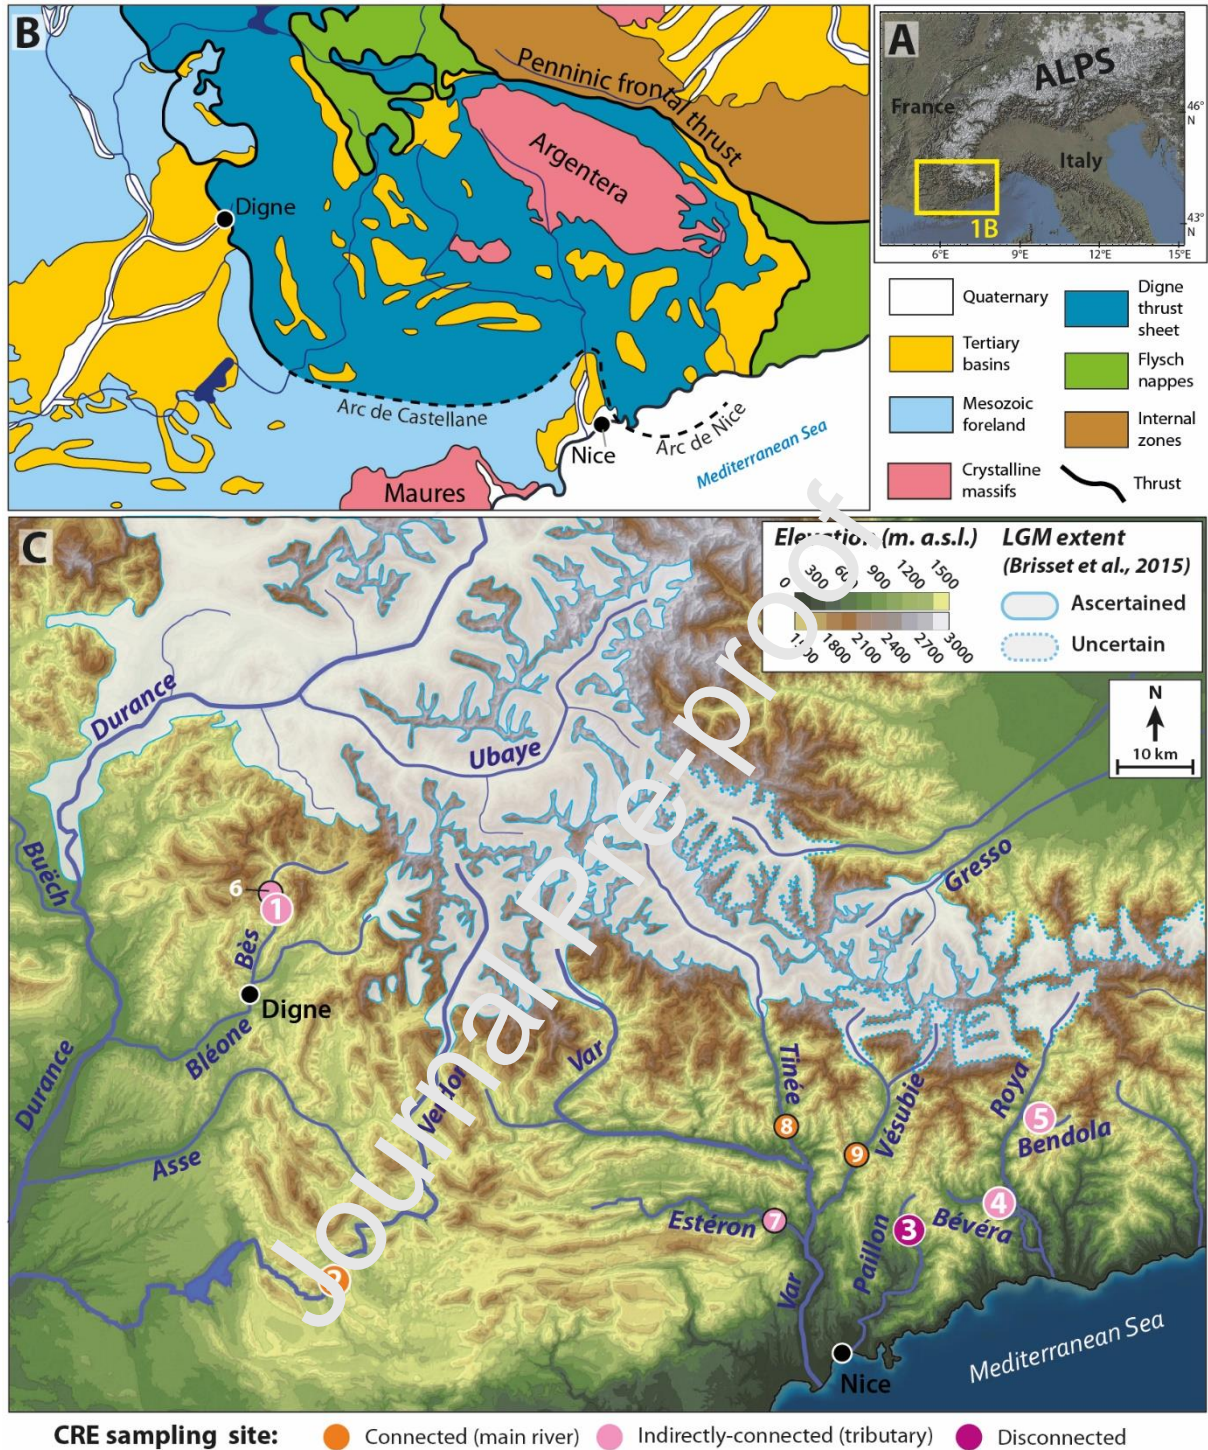 B
Penninic frontal thrust
Argentera
Digne
Arc de Castellane
Arc de Nice
Nice
Mediterranean Sea
Maures
A
ALPS
France
Italy
1B
46°
N
43°
N
6°E
9°E
12°E
15°E
Quaternary
Tertiary
basins
Mesozoic
foreland
Crystalline
massifs
Digne
thrust
sheet
Flysch
nappes
Internal
zones
Thrust
C
Elevation (m. a.s.l.)
0 300 600 900 1200 1500
1500 1800 2100 2400 2700 3000
LGM extent
(Brisset et al., 2015)
Ascertained
Uncertain
N
10 km
Durance
Ubaye
Buëch
Gresso
6
1
Bès
Digne
Bléone
Durance
Verdon
Var
Tinée
Vésubie
Roya
5
Bendola
8
9
Asse
4
7
Estéron
3
Paillon
Bévéra
2
Var
Nice
Mediterranean Sea
Journal Pre-proof
CRE sampling site: Connected (main river) Indirectly-connected (tributary) Disconnected